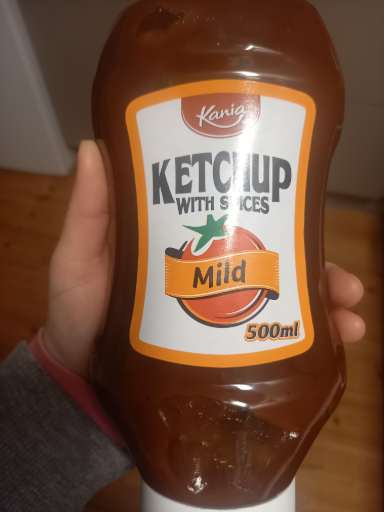 Kania
KETCHUP
WITH SPICES
Mild
500ml